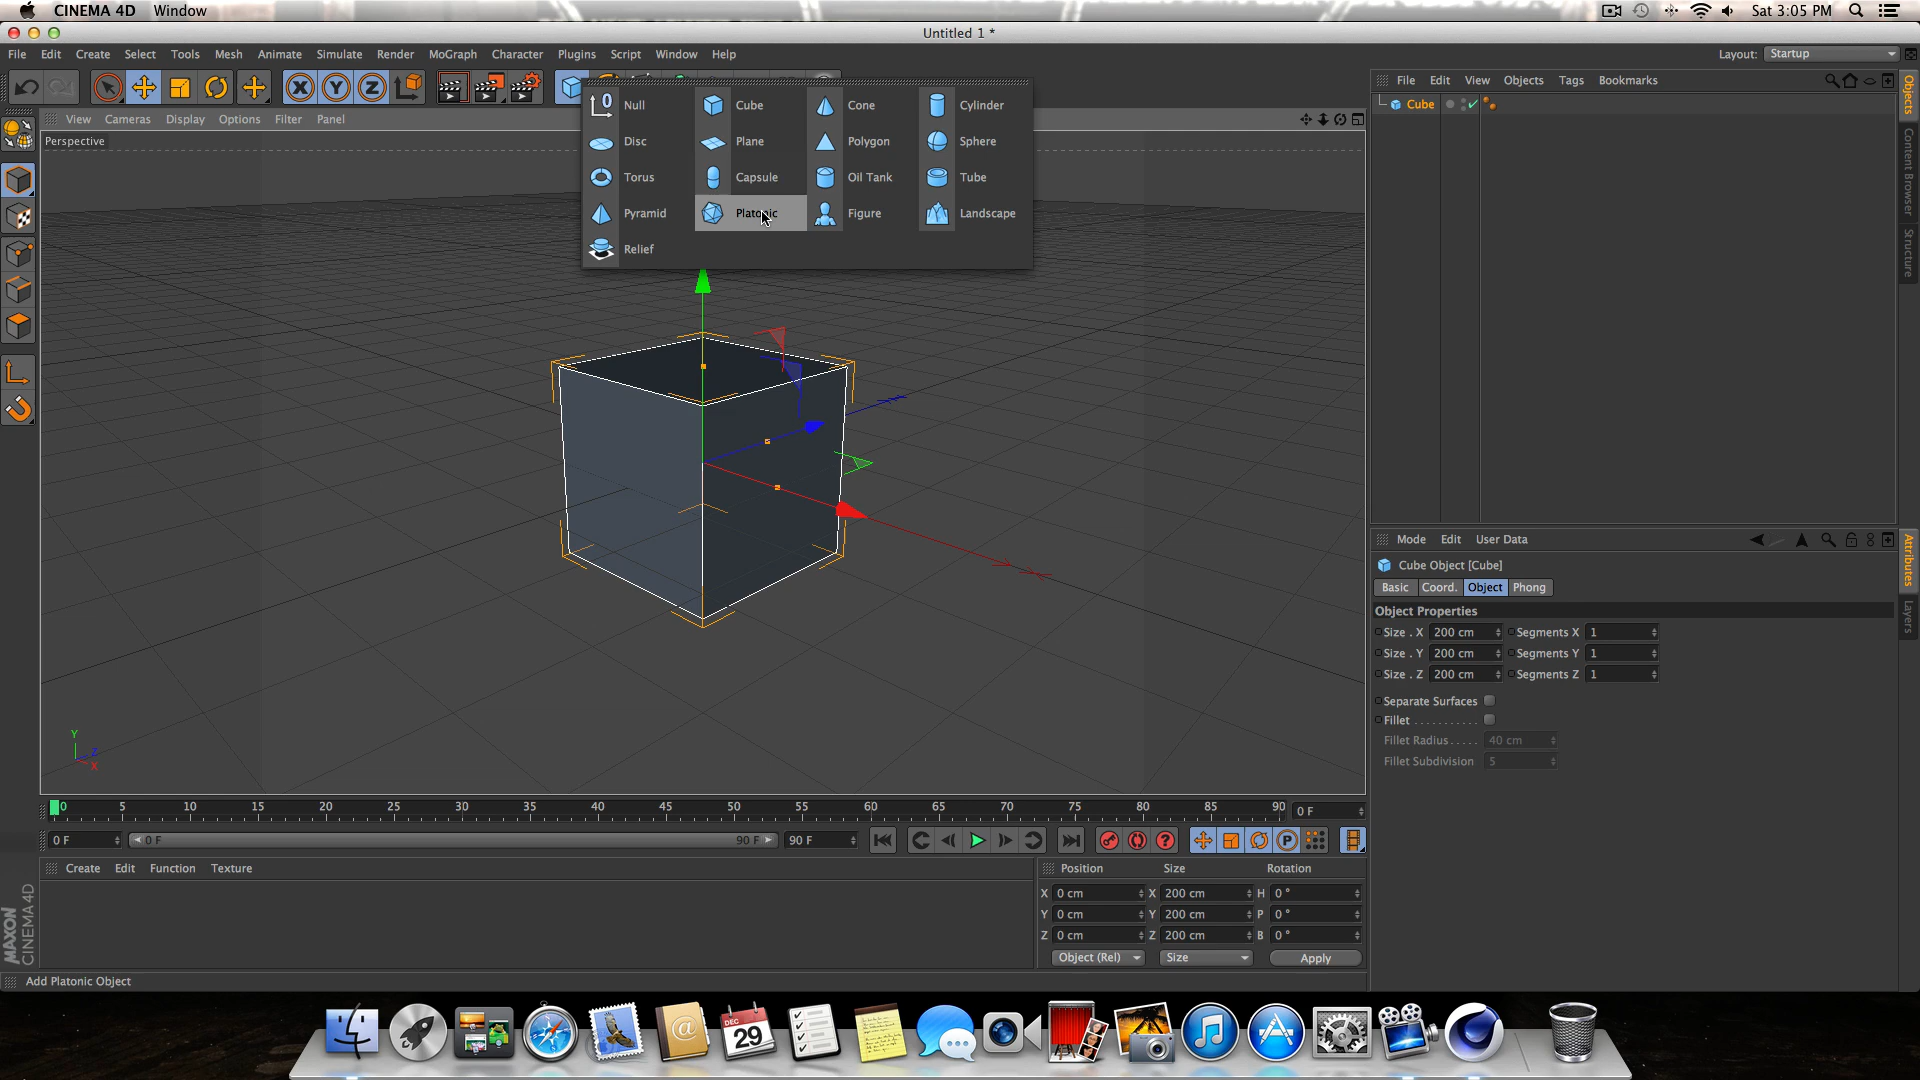 CINEMA 4D Window
Sat 3:05 PM
Untitled 1 *
File Edit Create Select Tools Mesh Animate Simulate Render MoGraph Character Plugins Script Window Help
Layout: Startup
X Y Z
File Edit View Objects Tags Bookmarks
0 Null Cube Cone Cylinder
Disc Plane Polygon Sphere
Torus Capsule Oil Tank Tube
Pyramid Platonic Figure Landscape
Relief
View Cameras Display Options Filter Panel
Perspective
Cube
Objects
Content Browser
Structure
Mode Edit User Data
Cube Object [Cube]
Basic Coord. Object Phong
Object Properties
Size . X 200 cm Segments X 1
Size . Y 200 cm Segments Y 1
Size . Z 200 cm Segments Z 1
Separate Surfaces
Fillet . . . . . . . . . . .
Fillet Radius . . . . . 40 cm
Fillet Subdivision 5
Attributes
Layers
Y
Z
X
0 5 10 15 20 25 30 35 40 45 50 55 60 65 70 75 80 85 90 0 F
0 F 0 F 90 F 90 F
? P
Create Edit Function Texture
Position Size Rotation
X 0 cm X 200 cm H 0 °
Y 0 cm Y 200 cm P 0 °
Z 0 cm Z 200 cm B 0 °
Object (Rel) Size Apply
MAXON
CINEMA 4D
Add Platonic Object
DEC
29
@